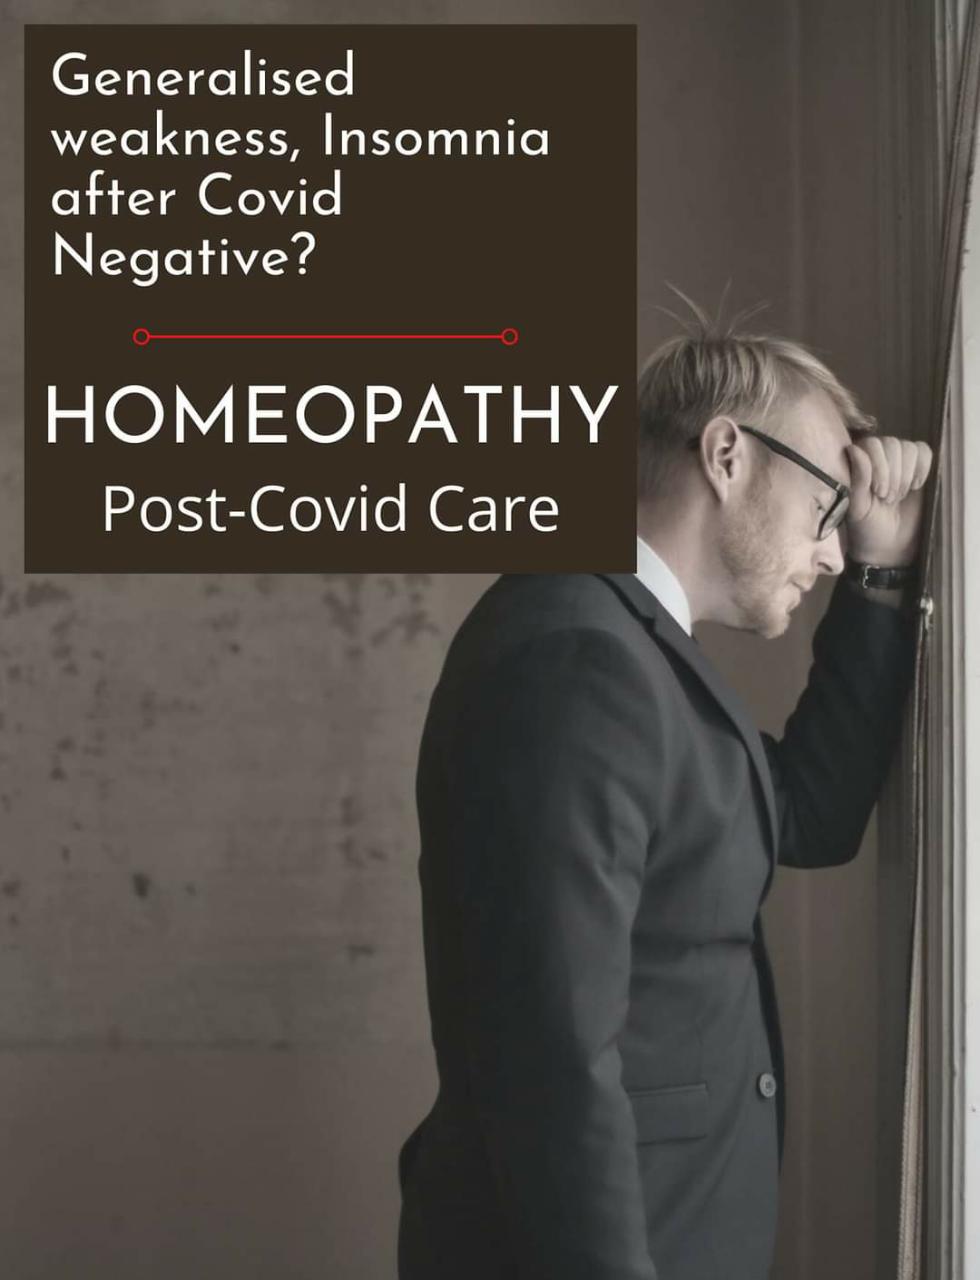 Generalised
weakness, Insomnia
after Covid
Negative?
HOMEOPATHY
Post-Covid Care